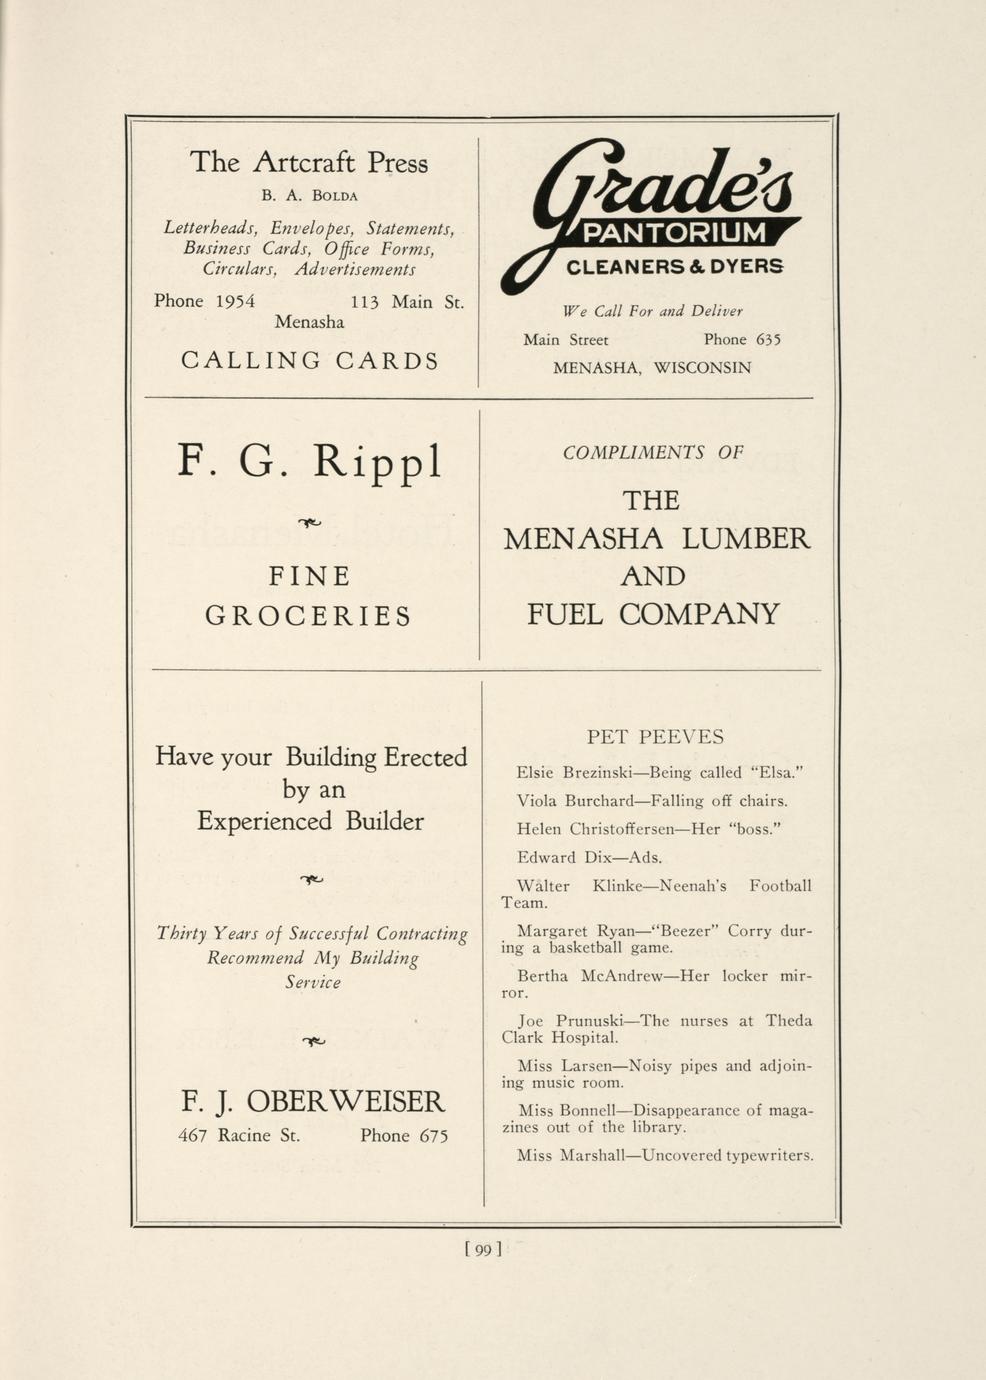 The Artcraft Press
B. A. Bolda
Letterheads, Envelopes, Statements,
Business Cards, Office Forms,
Circulars, Advertisements
Phone 1954 113 Main St.
Menasha
CALLING CARDS
Grade's
PANTORIUM
CLEANERS & DYERS
We Call For and Deliver
Main Street Phone 635
MENASHA, WISCONSIN
F. G. Rippl
FINE
GROCERIES
COMPLIMENTS OF
THE
MENASHA LUMBER
AND
FUEL COMPANY
Have your Building Erected
by an
Experienced Builder
Thirty Years of Successful Contracting
Recommend My Building
Service
F. J. OBERWEISER
467 Racine St. Phone 675
PET PEEVES
Elsie Brezinski—Being called “Elsa.”
Viola Burchard—Falling off chairs.
Helen Christoffersen—Her “boss.”
Edward Dix—Ads.
Walter Klinke—Neenah's Football
Team.
Margaret Ryan—“Beezer” Corry dur-
ing a basketball game.
Bertha McAndrew—Her locker mir-
ror.
Joe Prunuski—The nurses at Theda
Clark Hospital.
Miss Larsen—Noisy pipes and adjoin-
ing music room.
Miss Bonnell—Disappearance of maga-
zines out of the library.
Miss Marshall—Uncovered typewriters.
[ 99 ]